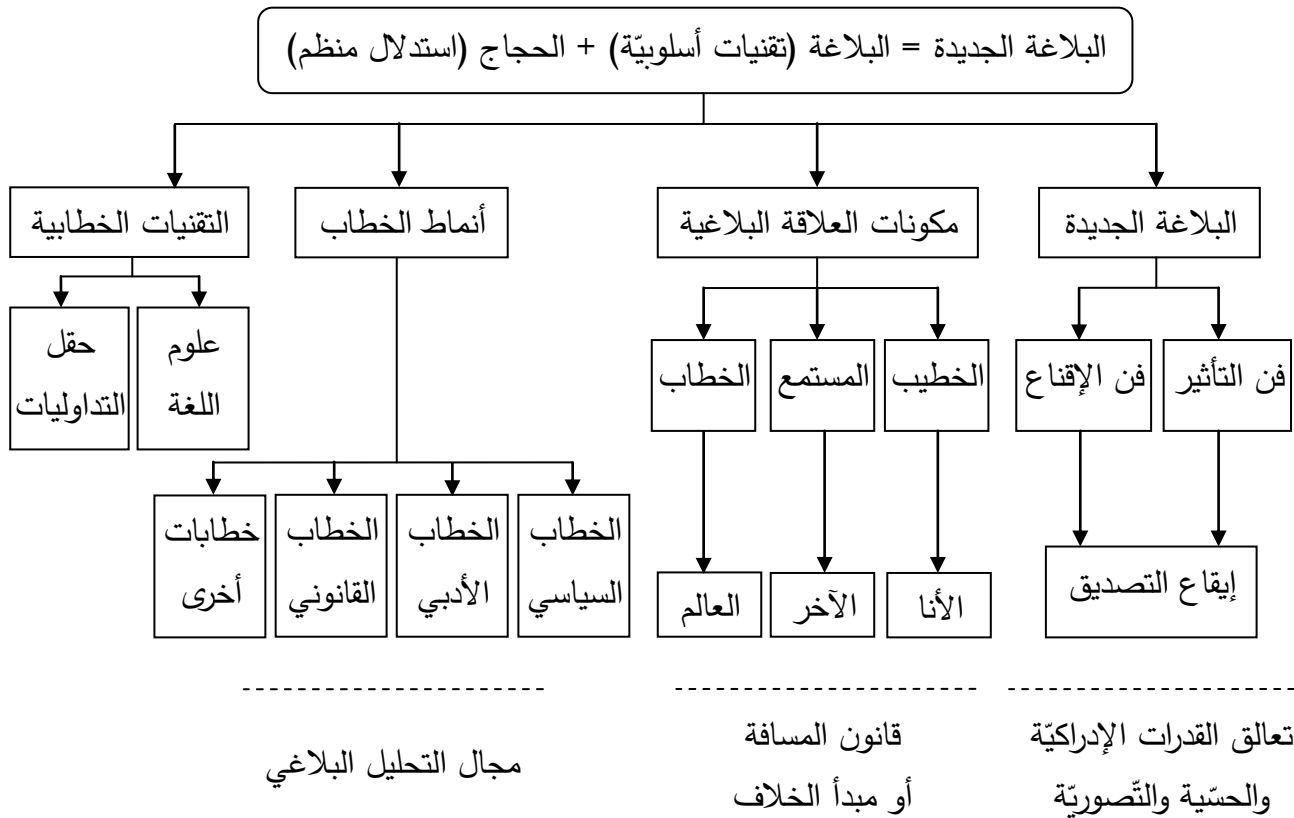 البلاغة الجديدة = البلاغة (تقنيات أسلوبيّة) + الحجاج (استدلال منظم)
البلاغة الجديدة
مكونات العلاقة البلاغية
أنماط الخطاب
التقنيات الخطابية
فن التأثير
فن الإقناع
الخطيب
المستمع
الخطاب
علوم
اللغة
حقل
التداوليات
إيقاع التصديق
الأنا
الآخر
العالم
الخطاب
السياسي
الخطاب
الأدبي
الخطاب
القانوني
خطابات
أخرى
تعالق القدرات الإدراكيّة
والحسّية والتّصوريّة
قانون المسافة
أو مبدأ الخلاف
مجال التحليل البلاغي